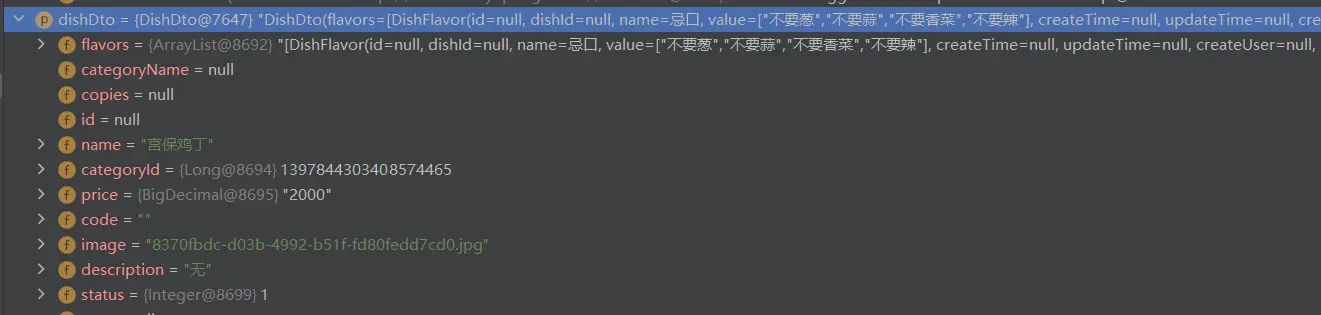 dishDto = {DishDto@7647} "DishDto(flavors=[DishFlavor(id=null, dishId=null, name=忌口, value=["不要葱","不要蒜","不要香菜","不要辣"], createTime=null, updateTime=null, cre
flavors = {ArrayList@8692} "[DishFlavor(id=null, dishId=null, name=忌口, value=["不要葱","不要蒜","不要香菜","不要辣"], createTime=null, updateTime=null, createUser=null,
categoryName = null
copies = null
id = null
name = "宫保鸡丁"
categoryId = {Long@8694} 1397844303408574465
price = {BigDecimal@8695} "2000"
code = ""
image = "8370fbdc-d03b-4992-b51f-fd80fedd7cd0.jpg"
description = "无"
status = {Integer@8699} 1